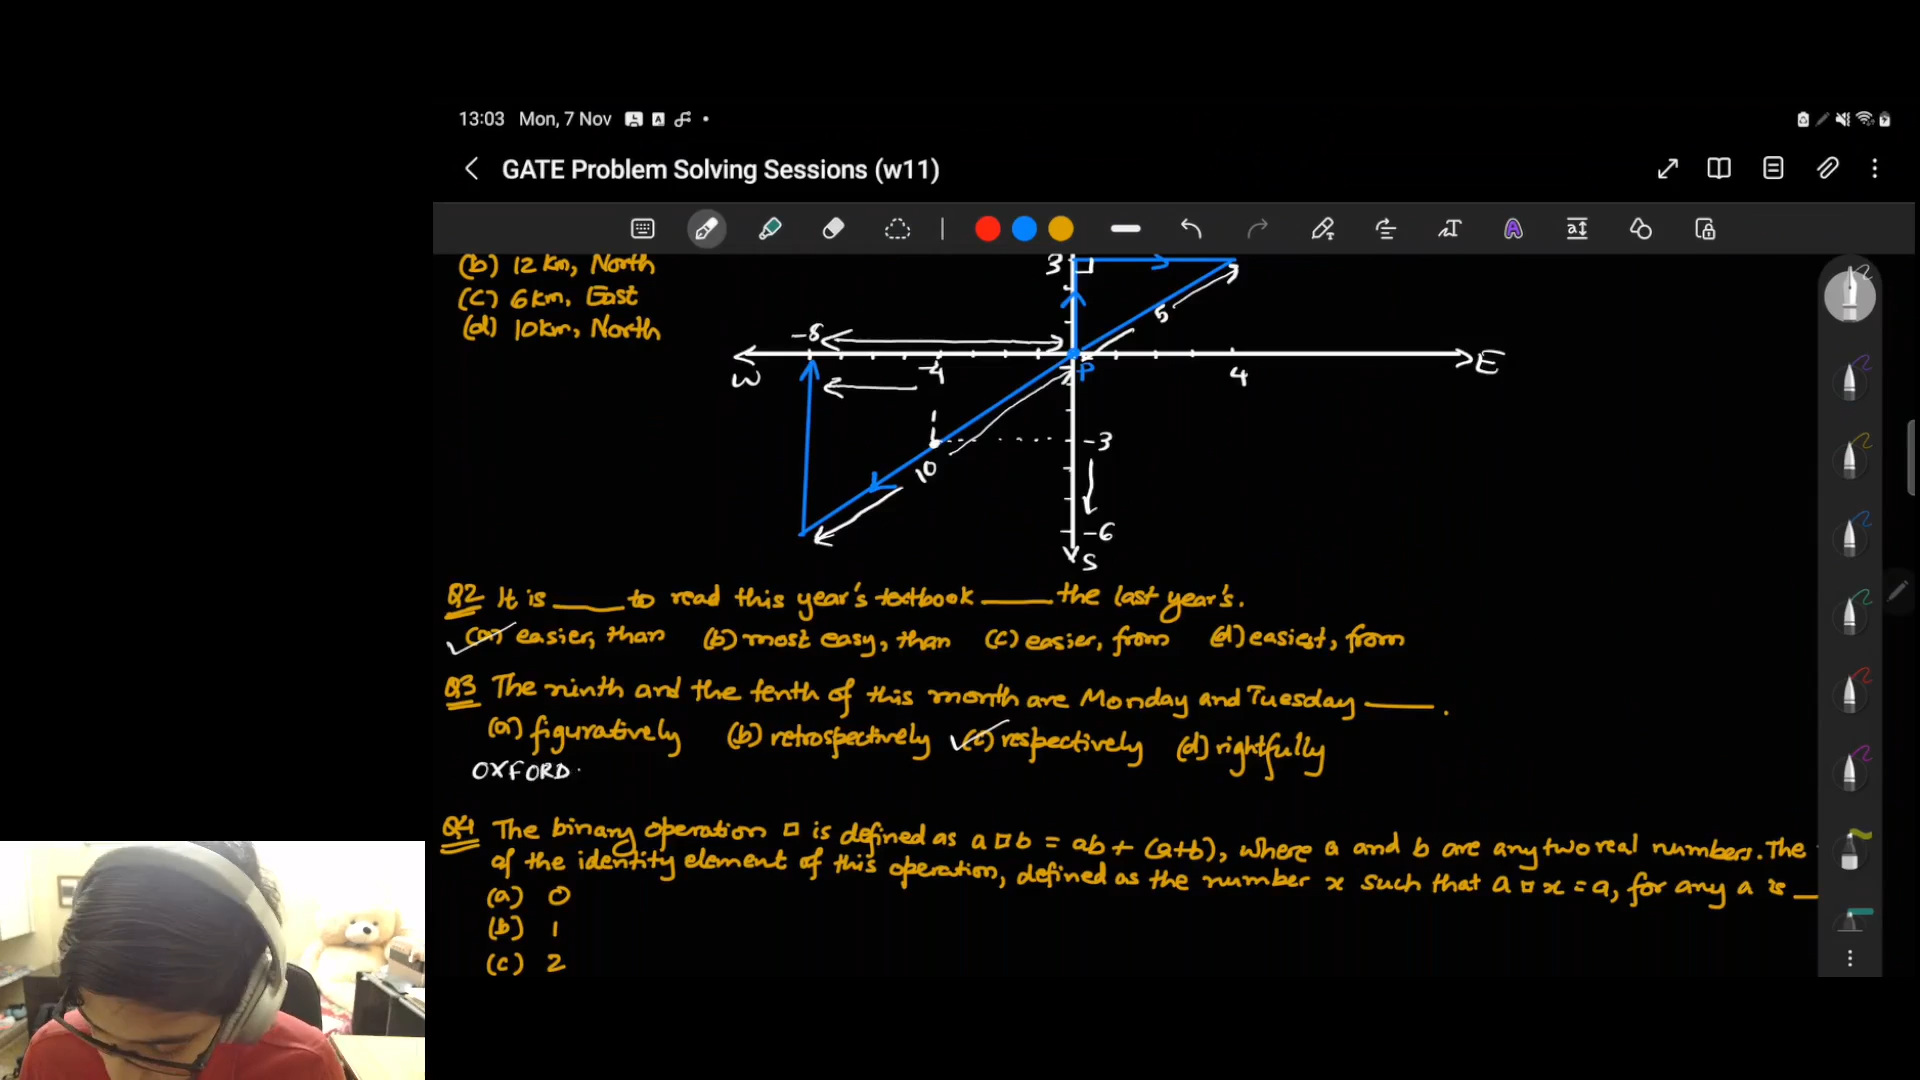 13:03 Mon, 7 Nov
GATE Problem Solving Sessions (w11)
(b) 12 km, North
(c) 6km, East
(d) 10km, North
3
5
-8
W
-4
P
4
E
-3
10
-6
S
Q2 It is ____ to read this year's textbook ____ the last year's.
(a) easier, than (b) most easy, than (c) easier, from (d) easiest, from
Q3 The ninth and the tenth of this month are Monday and Tuesday ____.
(a) figuratively (b) retrospectively (c) respectively (d) rightfully
OXFORD
Q4 The binary operation □ is defined as a □ b = ab + (a+b), where a and b are any two real numbers. The
of the identity element of this operation, defined as the number x such that a □ x = a, for any a is __
(a) 0
(b) 1
(c) 2